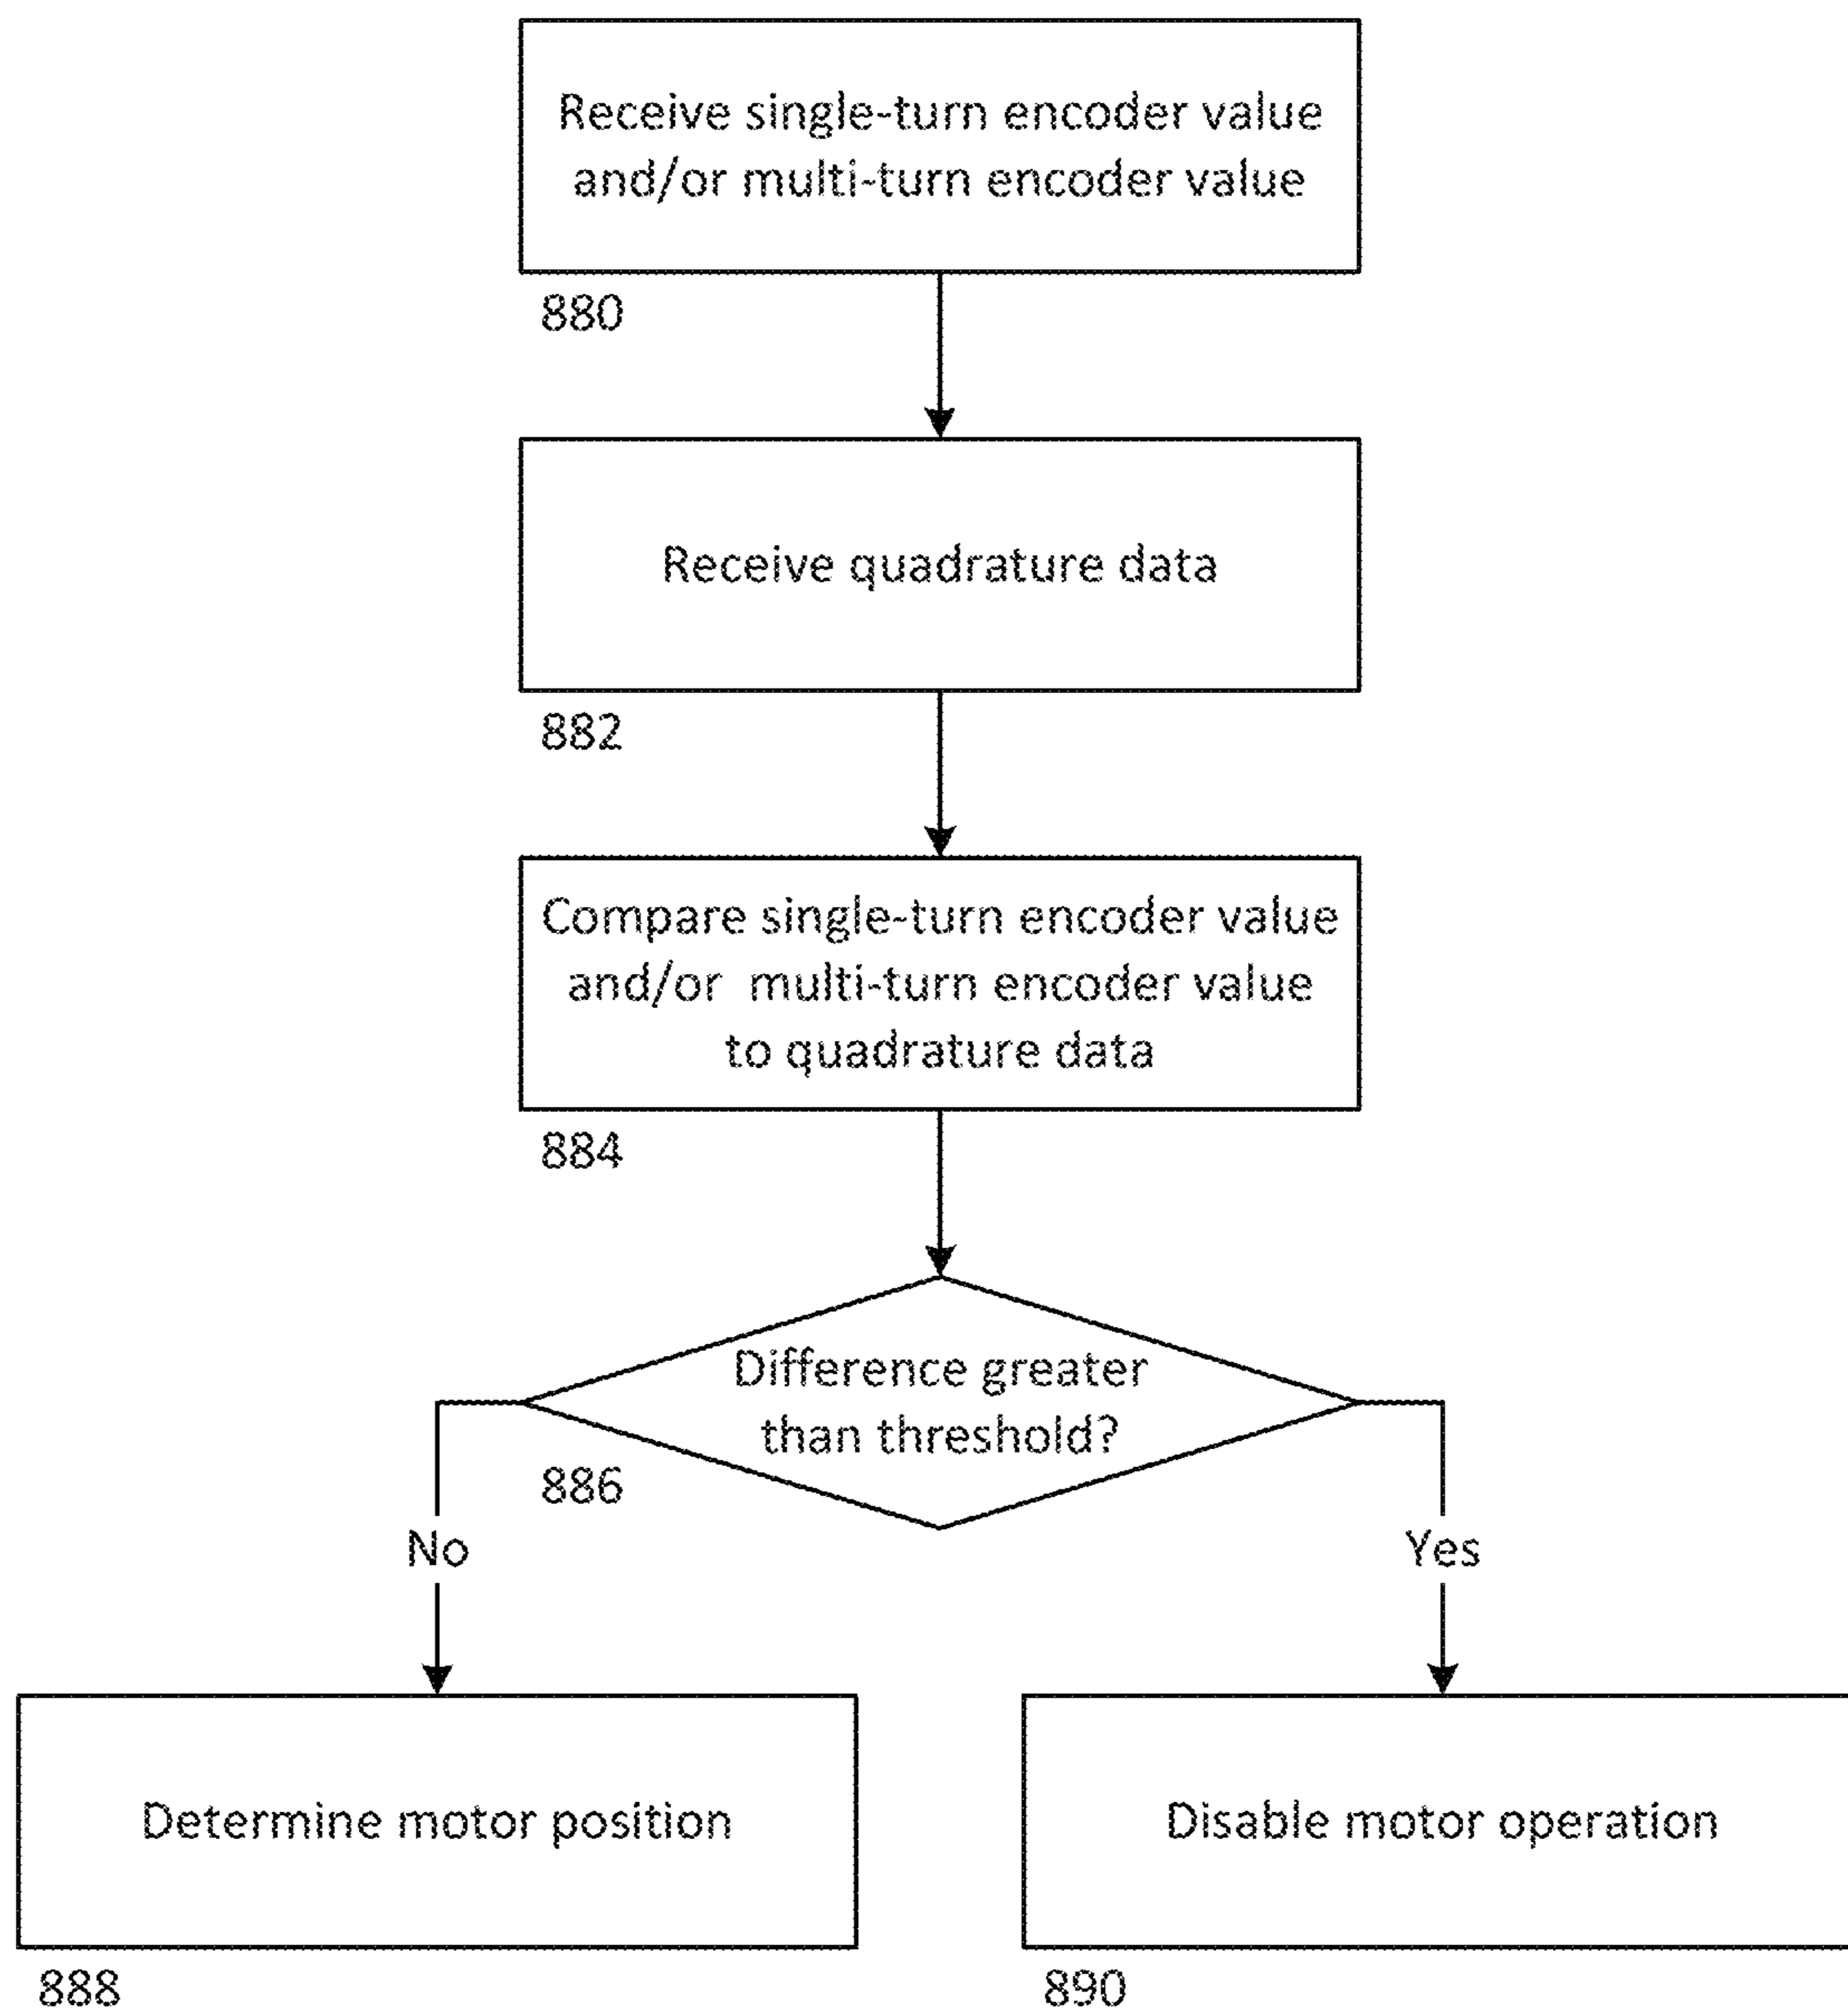 Receive single-turn encoder value
and/or multi-turn encoder value
880
Receive quadrature data
882
Compare single-turn encoder value
and/or multi-turn encoder value
to quadrature data
884
Difference greater
than threshold?
886
No
Yes
Determine motor position
Disable motor operation
888
890